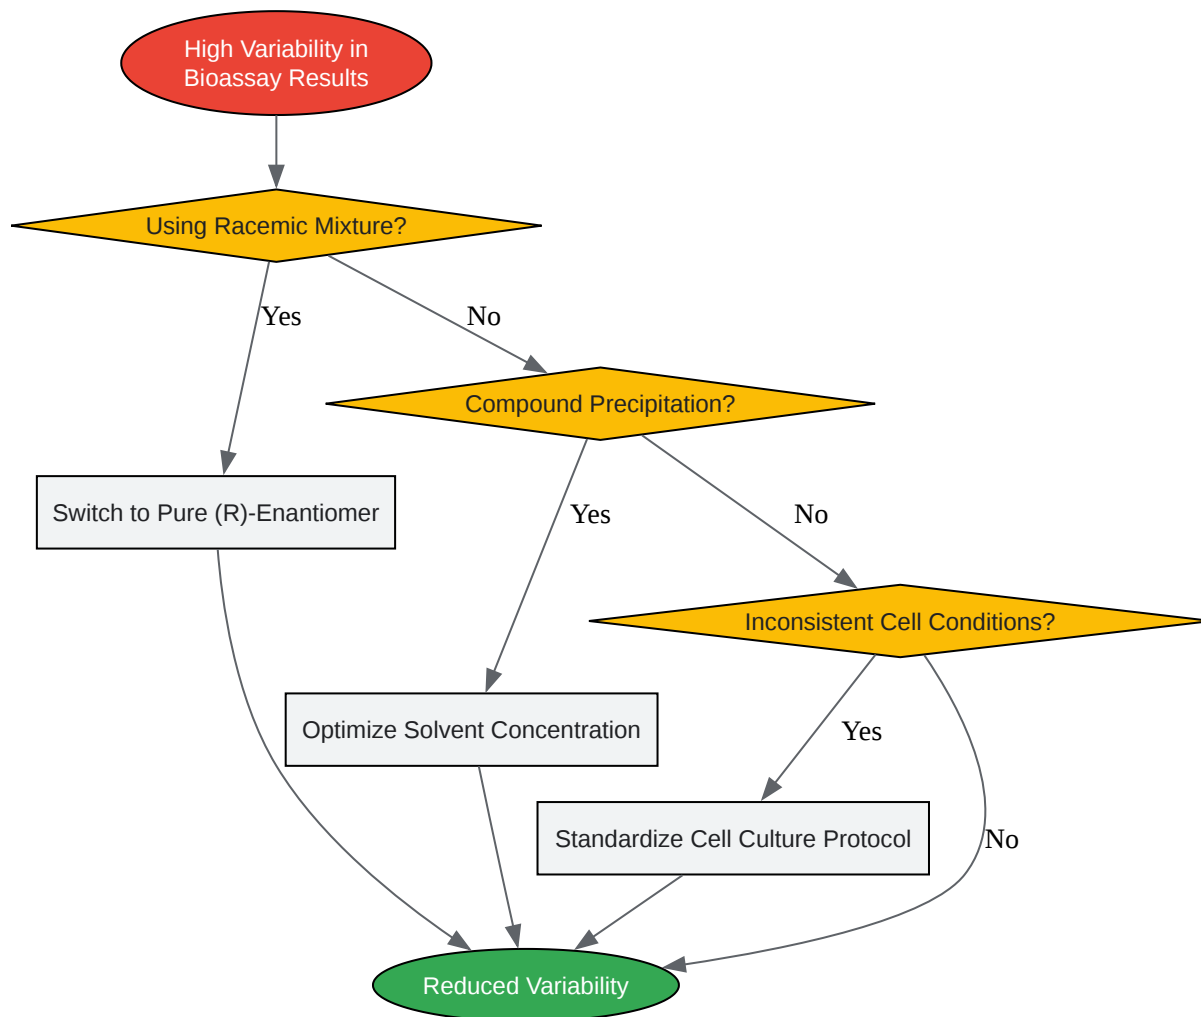 High Variability in
Bioassay Results
Using Racemic Mixture?
Yes
No
Compound Precipitation?
Switch to Pure (R)-Enantiomer
Yes
No
Inconsistent Cell Conditions?
Optimize Solvent Concentration
Yes
Standardize Cell Culture Protocol
No
Reduced Variability